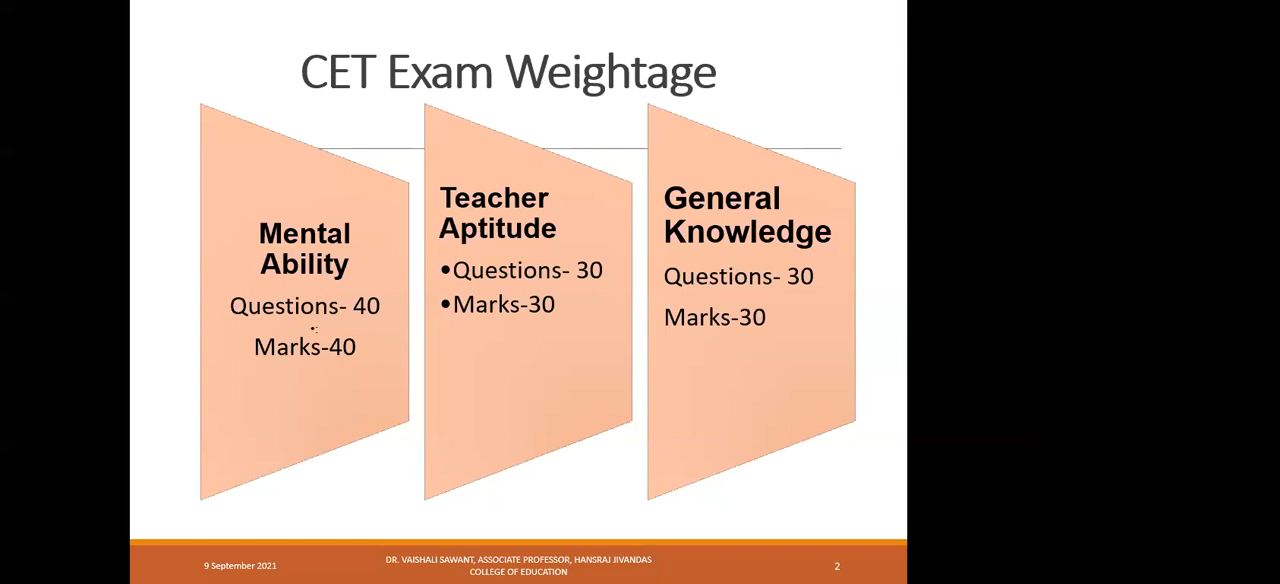 CET Exam Weightage
Mental
Ability
Questions- 40
Marks-40
Teacher
Aptitude
•Questions- 30
•Marks-30
General
Knowledge
Questions- 30
Marks-30
9 September 2021
DR. VAISHALI SAWANT, ASSOCIATE PROFESSOR, HANSRAJ JIVANDAS
COLLEGE OF EDUCATION
2